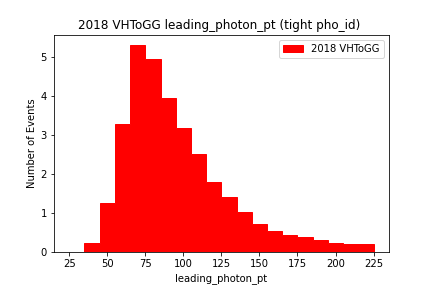 2018 VHToGG leading_photon_pt (tight pho_id)
2018 VHToGG
Number of Events
5
4
3
2
1
0
25 50 75 100 125 150 175 200 225
leading_photon_pt